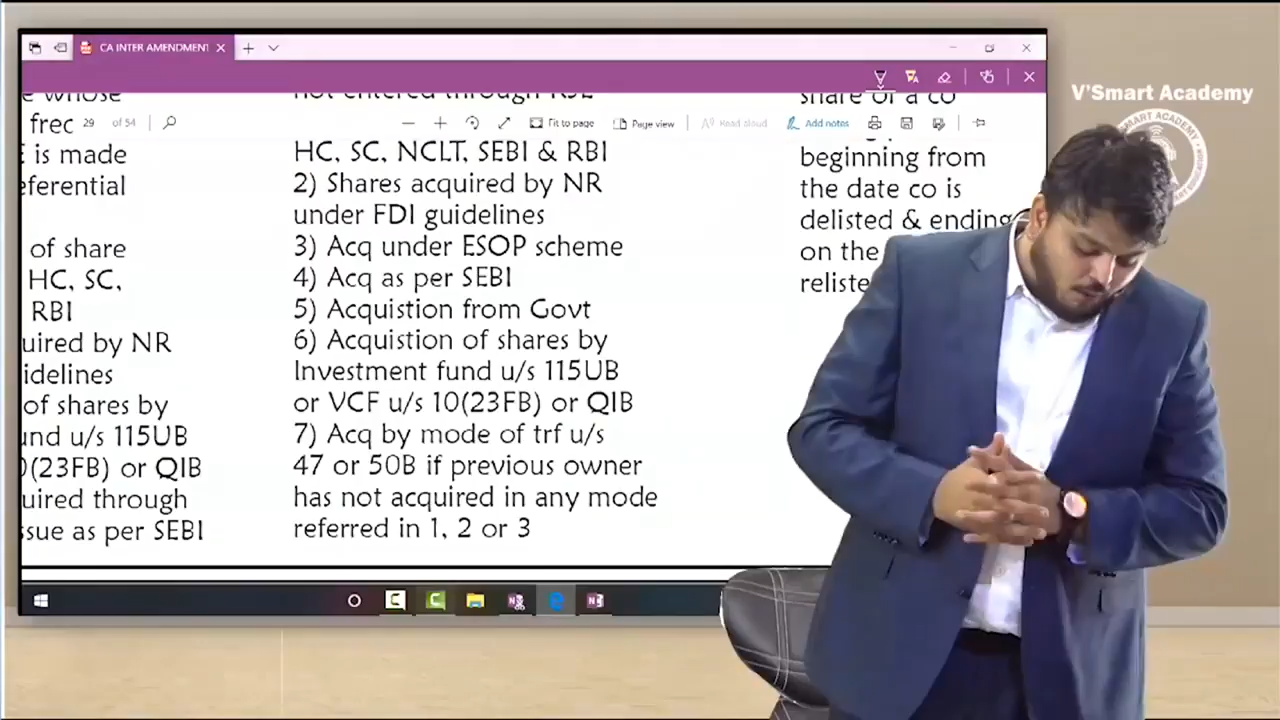 CA INTER AMENDMENT
29 of 54
Fit to page
Page view
Read aloud
Add notes
whose
frec
E is made
eferential
of share
HC, SC,
RBI
uired by NR
idelines
of shares by
und u/s 115UB
0(23FB) or QIB
uired through
ssue as per SEBI
not entered through RSE
HC, SC, NCLT, SEBI & RBI
2) Shares acquired by NR
under FDI guidelines
3) Acq under ESOP scheme
4) Acq as per SEBI
5) Acquistion from Govt
6) Acquistion of shares by
Investment fund u/s 115UB
or VCF u/s 10(23FB) or QIB
7) Acq by mode of trf u/s
47 or 50B if previous owner
has not acquired in any mode
referred in 1, 2 or 3
share of a co
beginning from
the date co is
delisted & ending
on the
reliste
V'Smart Academy